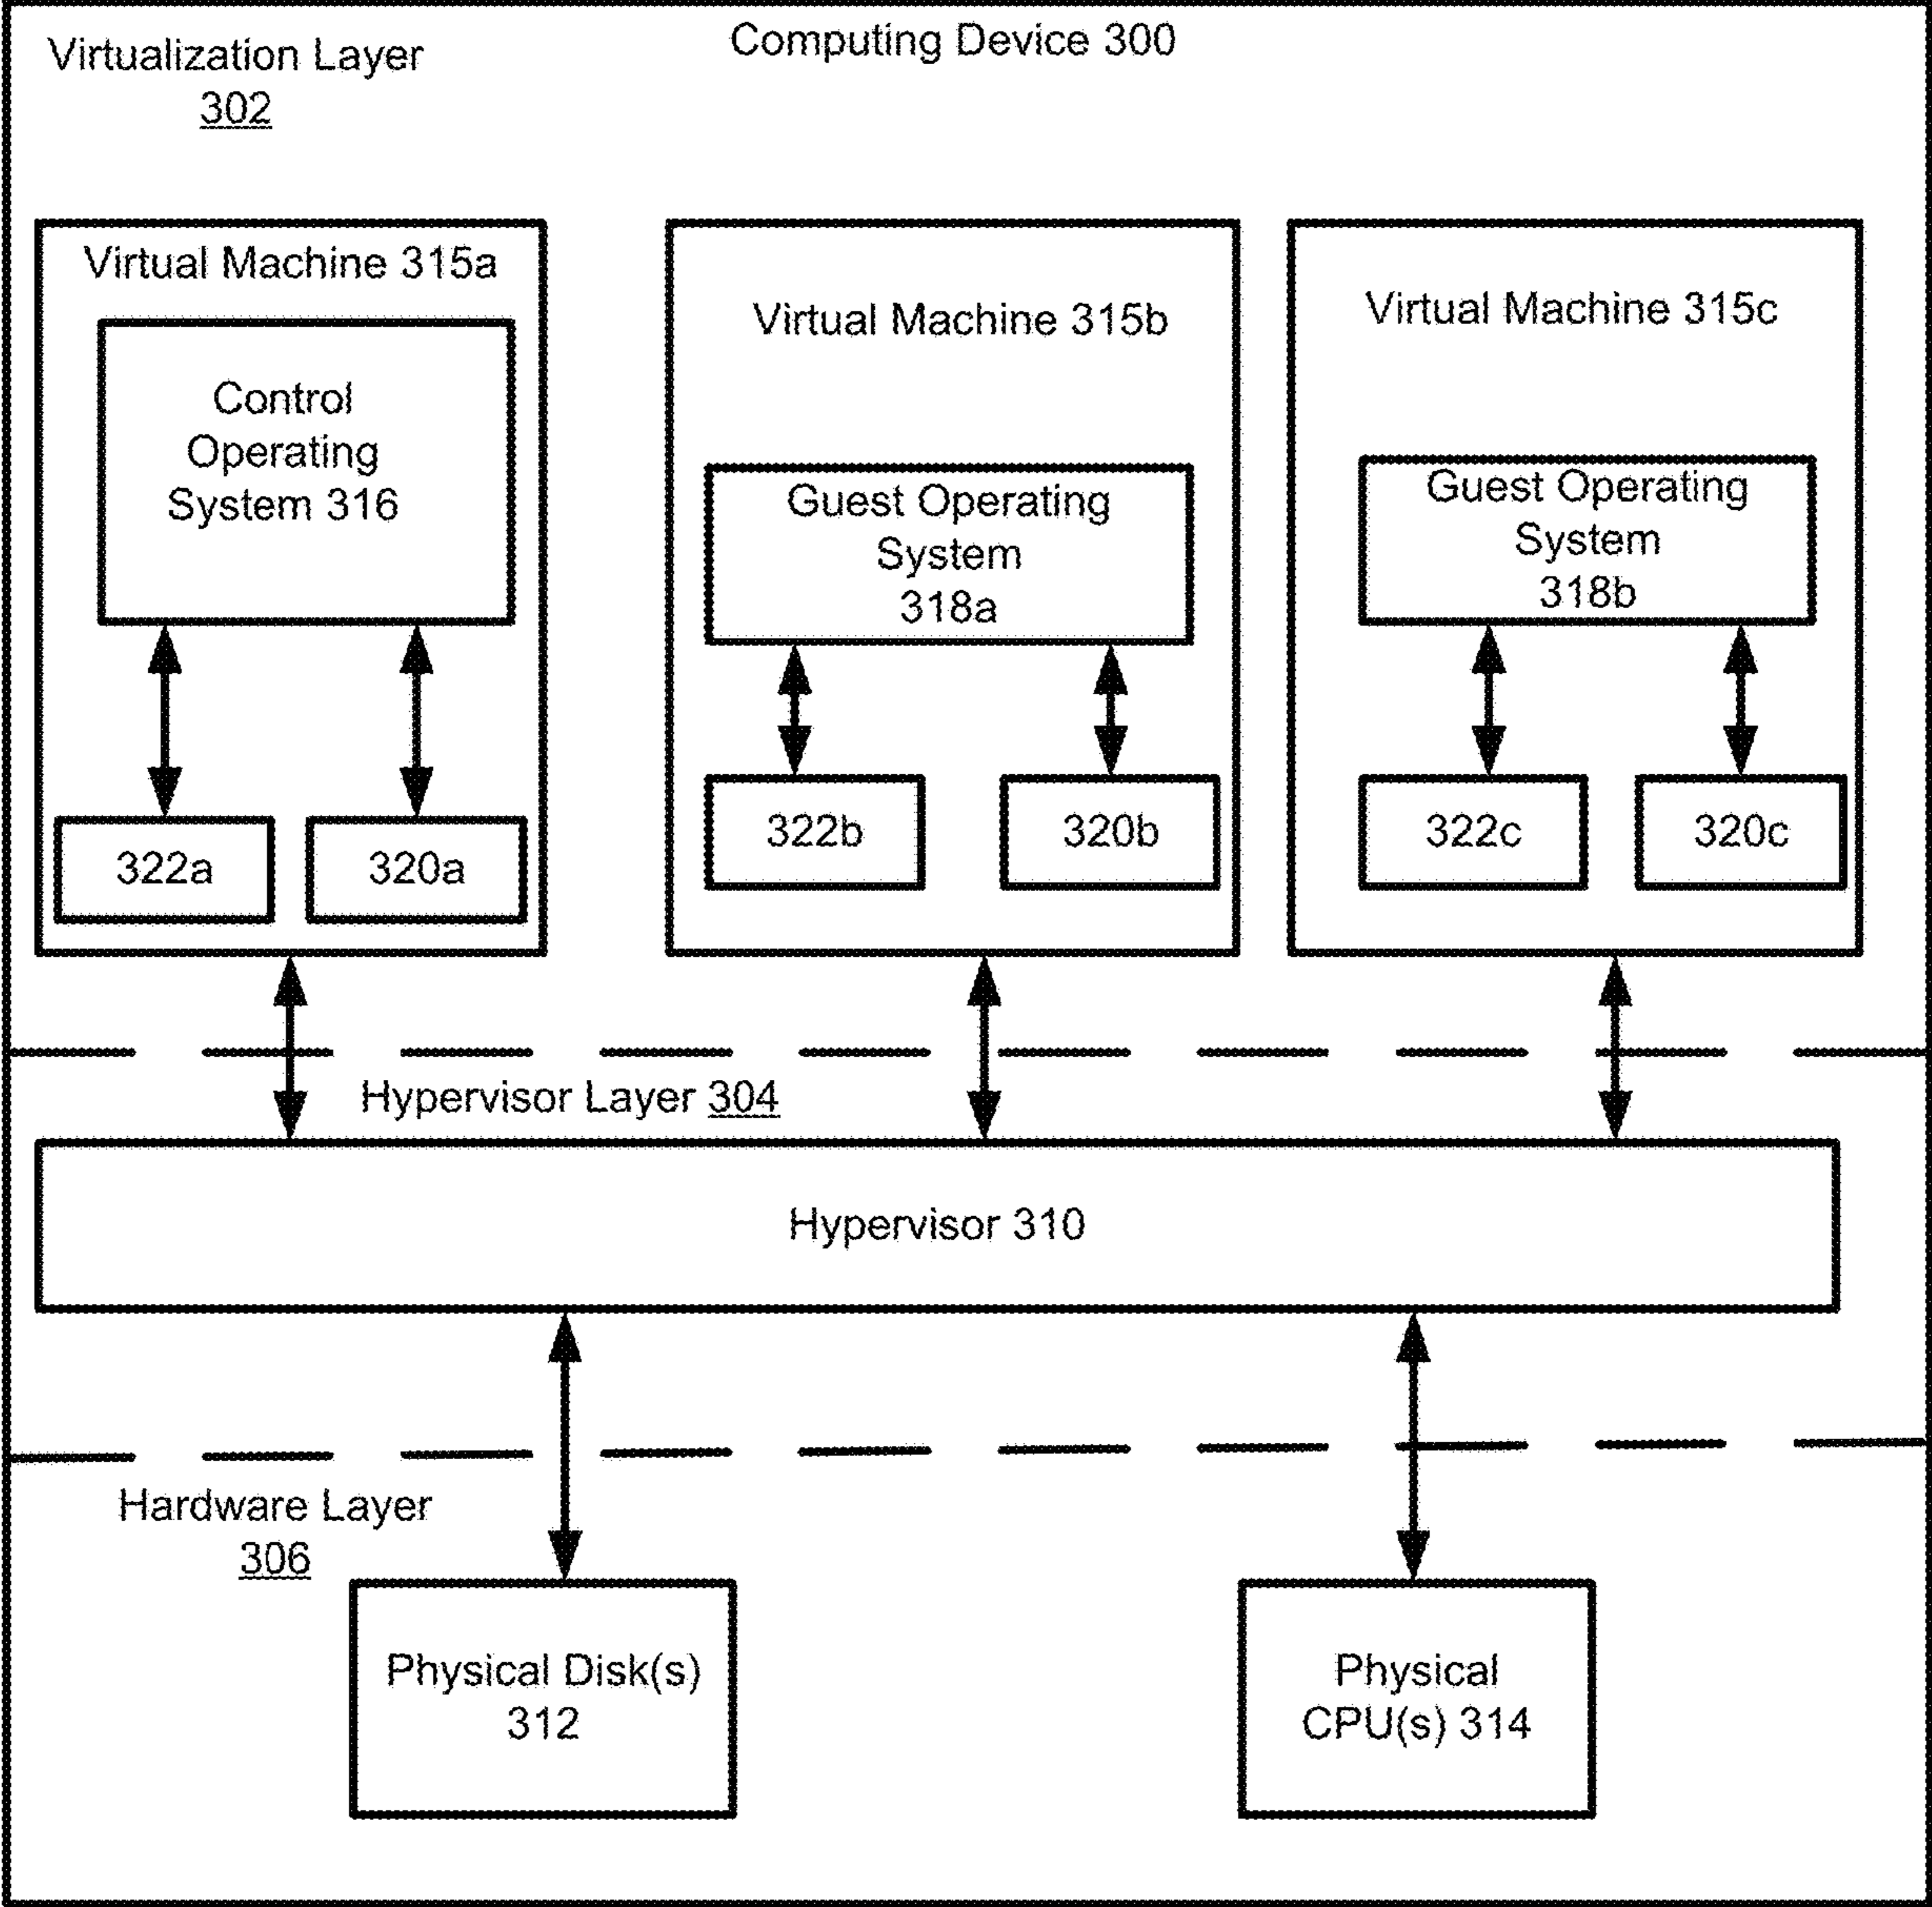 Computing Device 300
Virtualization Layer
302
Virtual Machine 315a
Control
Operating
System 316
322a
320a
Virtual Machine 315b
Guest Operating
System
318a
322b
320b
Virtual Machine 315c
Guest Operating
System
318b
322c
320c
Hypervisor Layer 304
Hypervisor 310
Hardware Layer
306
Physical Disk(s)
312
Physical
CPU(s) 314